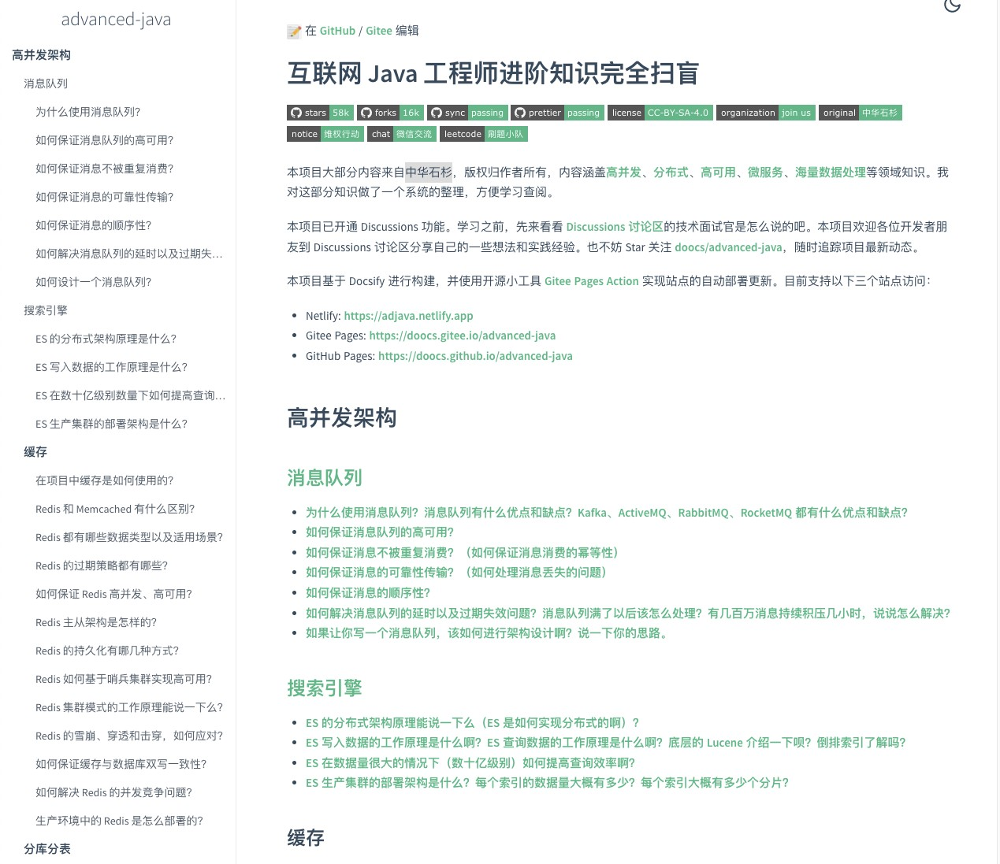 advanced-java
高并发架构
消息队列
为什么使用消息队列？
如何保证消息队列的高可用？
如何保证消息不被重复消费？
如何保证消息的可靠性传输？
如何保证消息的顺序性？
如何解决消息队列的延时以及过期失…
如何设计一个消息队列？
搜索引擎
ES 的分布式架构原理是什么？
ES 写入数据的工作原理是什么？
ES 在数十亿级别数量下如何提高查询…
ES 生产集群的部署架构是什么？
缓存
在项目中缓存是如何使用的？
Redis 和 Memcached 有什么区别？
Redis 都有哪些数据类型以及适用场景？
Redis 的过期策略都有哪些？
如何保证 Redis 高并发、高可用？
Redis 主从架构是怎样的？
Redis 的持久化有哪几种方式？
Redis 如何基于哨兵集群实现高可用？
Redis 集群模式的工作原理能说一下么？
Redis 的雪崩、穿透和击穿，如何应对？
如何保证缓存与数据库双写一致性？
如何解决 Redis 的并发竞争问题？
生产环境中的 Redis 是怎么部署的？
分库分表
在 GitHub / Gitee 编辑
互联网 Java 工程师进阶知识完全扫盲
stars 58k forks 16k sync passing prettier passing license CC-BY-SA-4.0 organization join us original 中华石杉
notice 维权行动 chat 微信交流 leetcode 刷题小队
本项目大部分内容来自中华石杉，版权归作者所有，内容涵盖高并发、分布式、高可用、微服务、海量数据处理等领域知识。我
对这部分知识做了一个系统的整理，方便学习查阅。
本项目已开通 Discussions 功能。学习之前，先来看看 Discussions 讨论区的技术面试官是怎么说的吧。本项目欢迎各位开发者朋
友到 Discussions 讨论区分享自己的一些想法和实践经验。也不妨 Star 关注 doocs/advanced-java，随时追踪项目最新动态。
本项目基于 Docsify 进行构建，并使用开源小工具 Gitee Pages Action 实现站点的自动部署更新。目前支持以下三个站点访问：
Netlify: https://adjava.netlify.app
Gitee Pages: https://doocs.gitee.io/advanced-java
GitHub Pages: https://doocs.github.io/advanced-java
高并发架构
消息队列
为什么使用消息队列？消息队列有什么优点和缺点？Kafka、ActiveMQ、RabbitMQ、RocketMQ 都有什么优点和缺点？
如何保证消息队列的高可用？
如何保证消息不被重复消费？（如何保证消息消费的幂等性）
如何保证消息的可靠性传输？（如何处理消息丢失的问题）
如何保证消息的顺序性？
如何解决消息队列的延时以及过期失效问题？消息队列满了以后该怎么处理？有几百万消息持续积压几小时，说说怎么解决？
如果让你写一个消息队列，该如何进行架构设计啊？说一下你的思路。
搜索引擎
ES 的分布式架构原理能说一下么（ES 是如何实现分布式的啊）？
ES 写入数据的工作原理是什么啊？ES 查询数据的工作原理是什么啊？底层的 Lucene 介绍一下呗？倒排索引了解吗？
ES 在数据量很大的情况下（数十亿级别）如何提高查询效率啊？
ES 生产集群的部署架构是什么？每个索引的数据量大概有多少？每个索引大概有多少个分片？
缓存